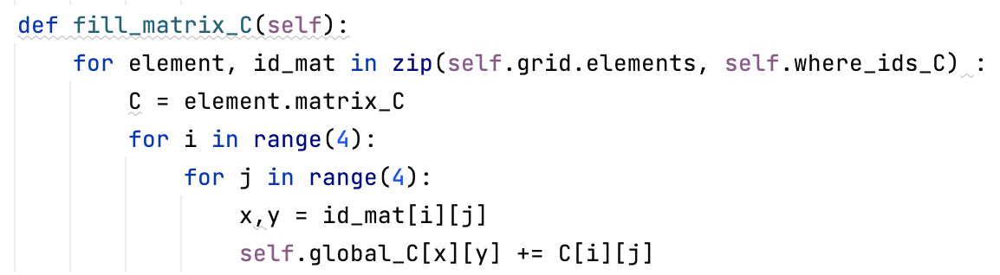 def fill_matrix_C(self):
    for element, id_mat in zip(self.grid.elements, self.where_ids_C) :
        C = element.matrix_C
        for i in range(4):
            for j in range(4):
                x,y = id_mat[i][j]
                self.global_C[x][y] += C[i][j]